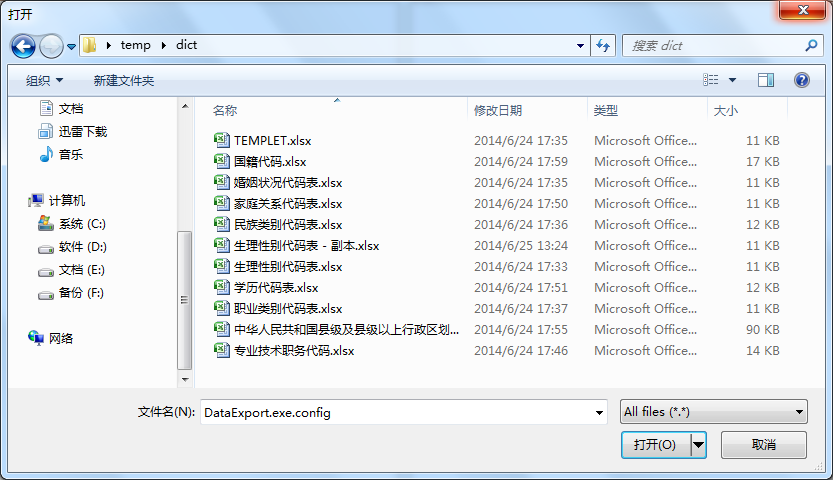 打开
temp dict
搜索 dict
组织 新建文件夹
名称 修改日期 类型 大小
文档
迅雷下载
音乐
计算机
系统 (C:)
软件 (D:)
文档 (E:)
备份 (F:)
网络
TEMPLET.xlsx 2014/6/24 17:35 Microsoft Office... 11 KB
国籍代码.xlsx 2014/6/24 17:59 Microsoft Office... 17 KB
婚姻状况代码表.xlsx 2014/6/24 17:35 Microsoft Office... 11 KB
家庭关系代码表.xlsx 2014/6/24 17:50 Microsoft Office... 11 KB
民族类别代码表.xlsx 2014/6/24 17:36 Microsoft Office... 12 KB
生理性别代码表 - 副本.xlsx 2014/6/25 13:24 Microsoft Office... 11 KB
生理性别代码表.xlsx 2014/6/24 17:33 Microsoft Office... 11 KB
学历代码表.xlsx 2014/6/24 17:51 Microsoft Office... 12 KB
职业类别代码表.xlsx 2014/6/24 17:37 Microsoft Office... 11 KB
中华人民共和国县级及县级以上行政区划... 2014/6/24 17:55 Microsoft Office... 90 KB
专业技术职务代码.xlsx 2014/6/24 17:46 Microsoft Office... 14 KB
文件名(N): DataExport.exe.config All files (*.*)
打开(O) 取消